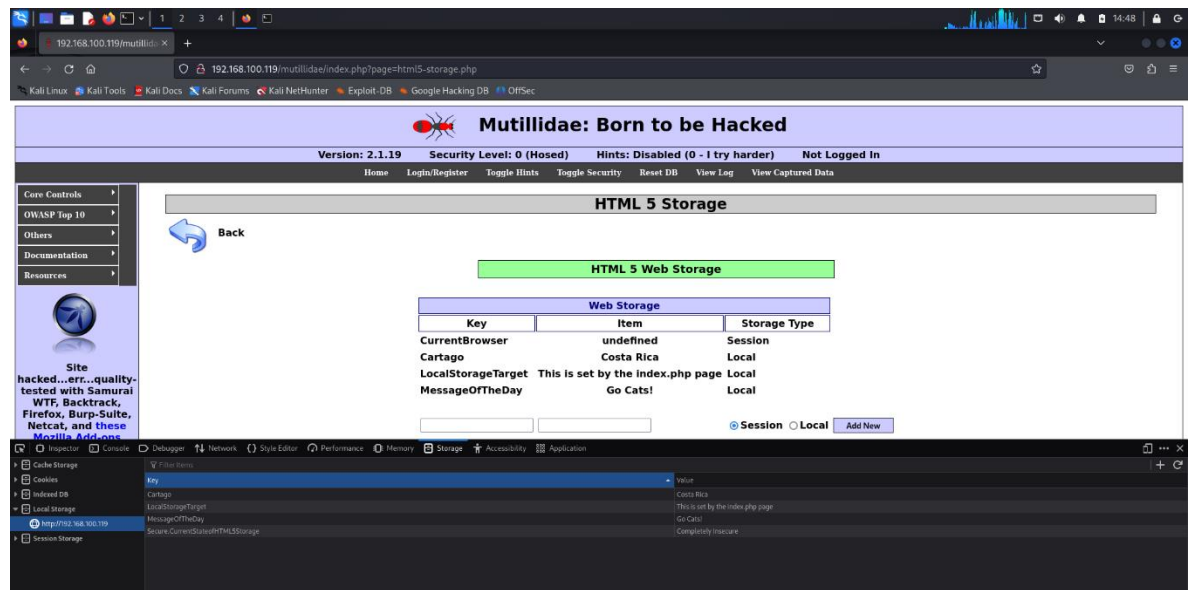 1 2 3 4
14:48
192.168.100.119/mutillida
192.168.100.119/mutillidae/index.php?page=html5-storage.php
Kali Linux Kali Tools Kali Docs Kali Forums Kali NetHunter Exploit-DB Google Hacking DB OffSec
Mutillidae: Born to be Hacked
Version: 2.1.19 Security Level: 0 (Hosed) Hints: Disabled (0 - I try harder) Not Logged In
Home Login/Register Toggle Hints Toggle Security Reset DB View Log View Captured Data
Core Controls
OWASP Top 10
Others
Documentation
Resources
Site
hacked...err...quality-
tested with Samurai
WTF, Backtrack,
Firefox, Burp-Suite,
Netcat, and these
Mozilla Add-ons
HTML 5 Storage
Back
HTML 5 Web Storage
Web Storage
Key Item Storage Type
CurrentBrowser undefined Session
Cartago Costa Rica Local
LocalStorageTarget This is set by the index.php page Local
MessageOfTheDay Go Cats! Local
Session Local Add New
Inspector Console Debugger Network Style Editor Performance Memory Storage Accessibility Application
Cache Storage
Cookies
Indexed DB
Local Storage
http://192.168.100.119
Session Storage
Filter Items
Key Value
Cartago Costa Rica
LocalStorageTarget This is set by the index.php page
MessageOfTheDay Go Cats!
Secure.CurrentStateofHTML5Storage Completely Insecure